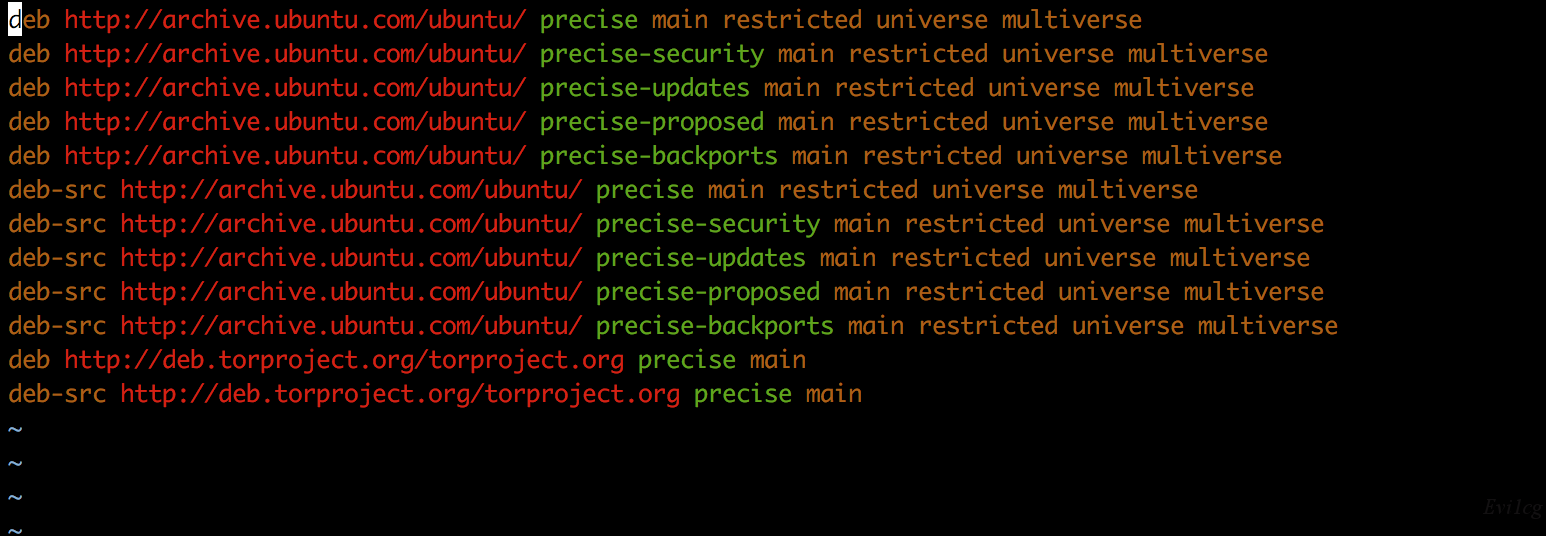 deb http://archive.ubuntu.com/ubuntu/ precise main restricted universe multiverse
deb http://archive.ubuntu.com/ubuntu/ precise-security main restricted universe multiverse
deb http://archive.ubuntu.com/ubuntu/ precise-updates main restricted universe multiverse
deb http://archive.ubuntu.com/ubuntu/ precise-proposed main restricted universe multiverse
deb http://archive.ubuntu.com/ubuntu/ precise-backports main restricted universe multiverse
deb-src http://archive.ubuntu.com/ubuntu/ precise main restricted universe multiverse
deb-src http://archive.ubuntu.com/ubuntu/ precise-security main restricted universe multiverse
deb-src http://archive.ubuntu.com/ubuntu/ precise-updates main restricted universe multiverse
deb-src http://archive.ubuntu.com/ubuntu/ precise-proposed main restricted universe multiverse
deb-src http://archive.ubuntu.com/ubuntu/ precise-backports main restricted universe multiverse
deb http://deb.torproject.org/torproject.org precise main
deb-src http://deb.torproject.org/torproject.org precise main
~
~
~
~
Evi1cg